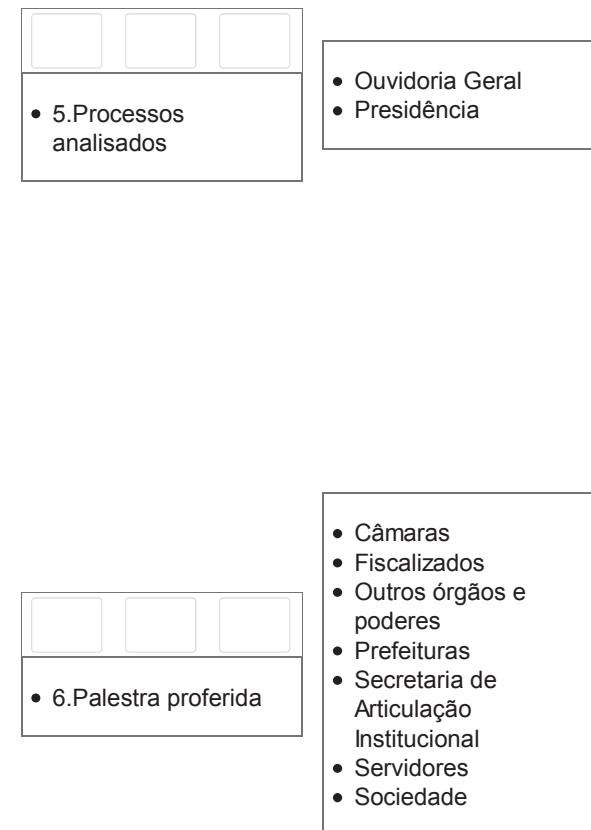 • 5.Processos
analisados
• Ouvidoria Geral
• Presidência
• 6.Palestra proferida
• Câmaras
• Fiscalizados
• Outros órgãos e
poderes
• Prefeituras
• Secretaria de
Articulação
Institucional
• Servidores
• Sociedade